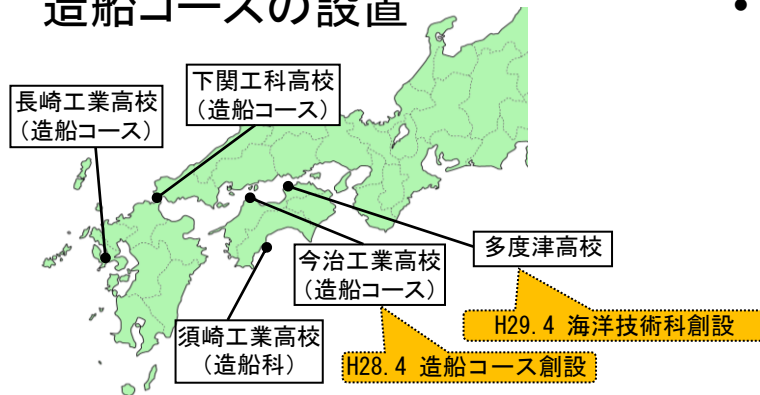 造船コースの設置
•
下関工科高校
（造船コース）
長崎工業高校
（造船コース）
今治工業高校
（造船コース）
多度津高校
須崎工業高校
（造船科）
H29.4 海洋技術科創設
H28.4 造船コース創設